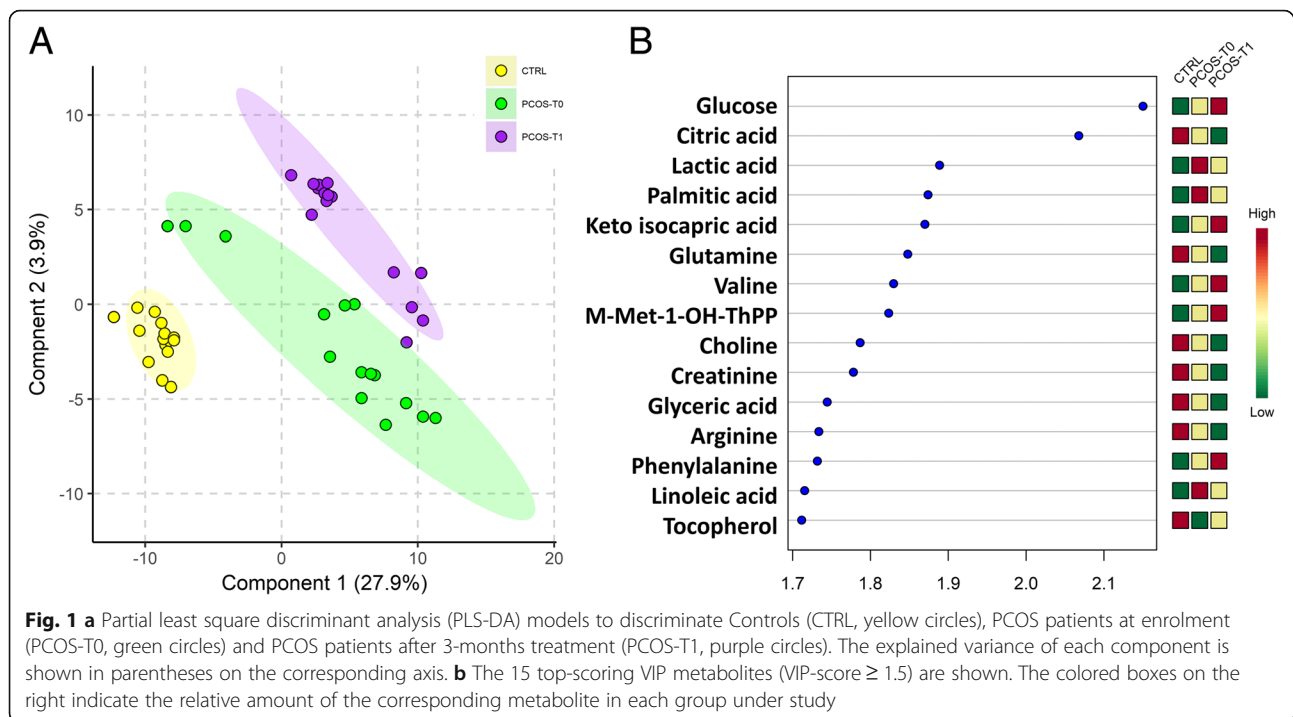 A
CTRL
PCOS-T0
PCOS-T1
10
5
0
-5
-10
Component 2 (3.9%)
-10
0
10
20
Component 1 (27.9%)
B
CTRL
PCOS-T0
PCOS-T1
Glucose
Citric acid
Lactic acid
Palmitic acid
Keto isocapric acid
Glutamine
Valine
M-Met-1-OH-ThPP
Choline
Creatinine
Glyceric acid
Arginine
Phenylalanine
Linoleic acid
Tocopherol
1.7
1.8
1.9
2.0
2.1
High
Low
Fig. 1 a Partial least square discriminant analysis (PLS-DA) models to discriminate Controls (CTRL, yellow circles), PCOS patients at enrolment
(PCOS-T0, green circles) and PCOS patients after 3-months treatment (PCOS-T1, purple circles). The explained variance of each component is
shown in parentheses on the corresponding axis. b The 15 top-scoring VIP metabolites (VIP-score ≥ 1.5) are shown. The colored boxes on the
right indicate the relative amount of the corresponding metabolite in each group under study